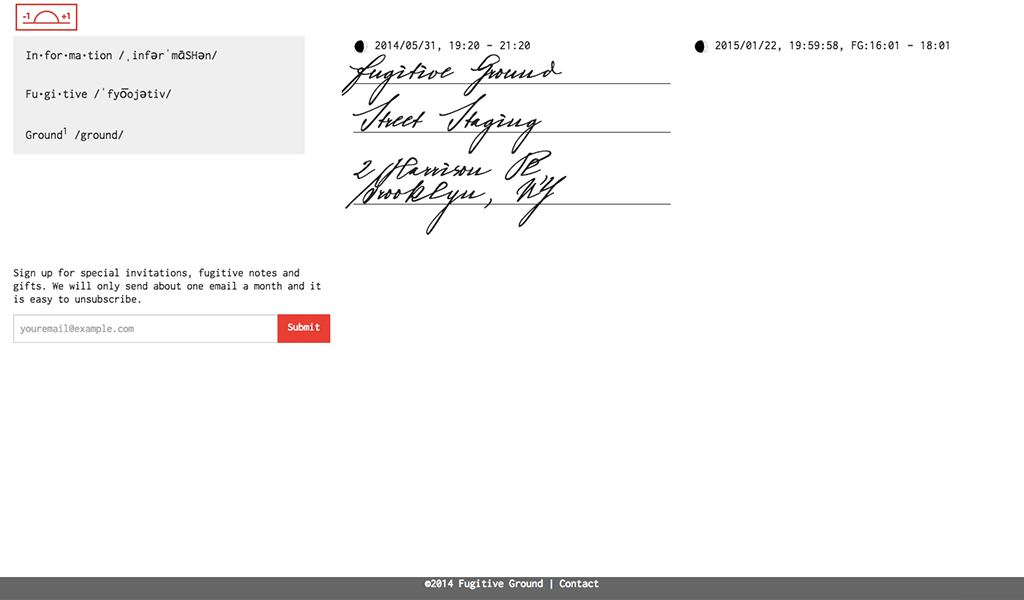 -1 +1
In·for·ma·tion /ˌinfərˈmāSHən/
Fu·gi·tive /ˈfyo͞ojətiv/
Ground¹ /ground/
Sign up for special invitations, fugitive notes and
gifts. We will only send about one email a month and it
is easy to unsubscribe.
youremail@example.com Submit
2014/05/31, 19:20 – 21:20
Fugitive Ground
Street Staging
2 Harrison Pl
Brooklyn, NY
2015/01/22, 19:59:58, FG:16:01 – 18:01
©2014 Fugitive Ground | Contact